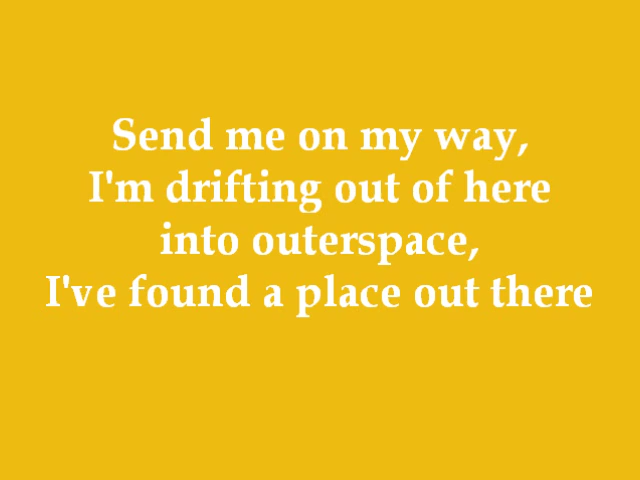 Send me on my way,
I'm drifting out of here
into outerspace,
I've found a place out there